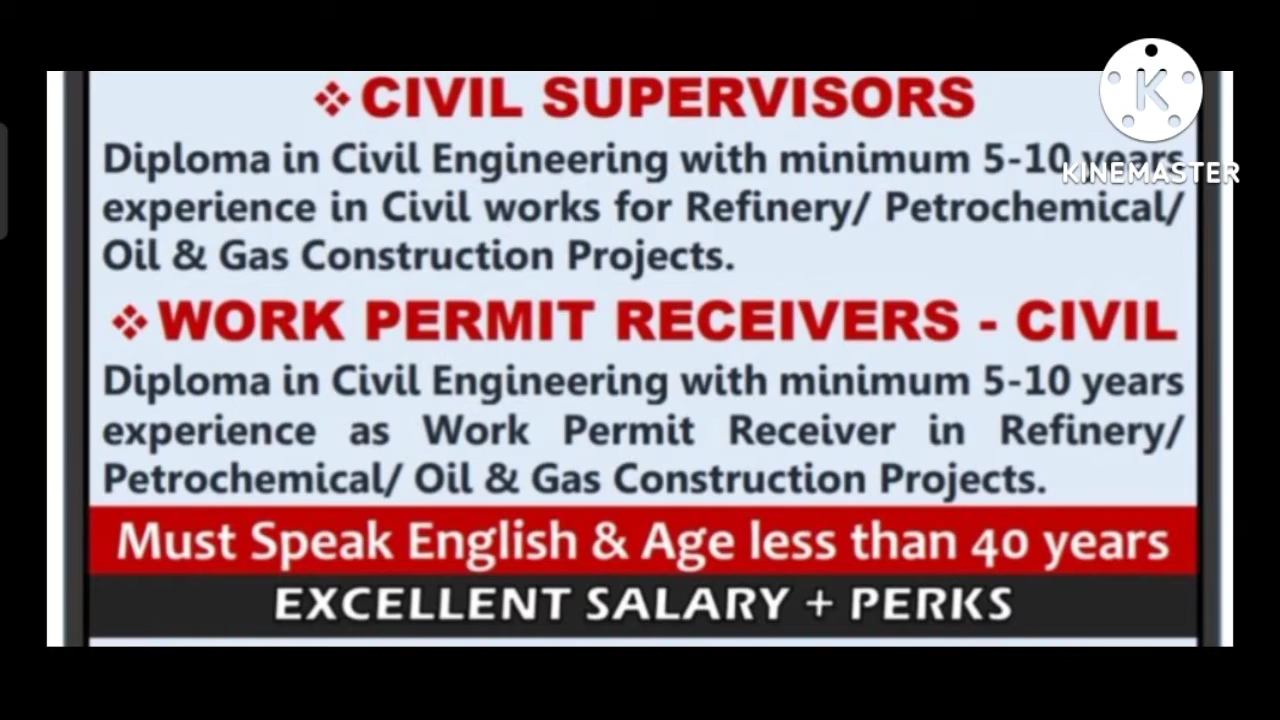 ❖ CIVIL SUPERVISORS
Diploma in Civil Engineering with minimum 5-10 years
experience in Civil works for Refinery/ Petrochemical/
Oil & Gas Construction Projects.
❖ WORK PERMIT RECEIVERS - CIVIL
Diploma in Civil Engineering with minimum 5-10 years
experience as Work Permit Receiver in Refinery/
Petrochemical/ Oil & Gas Construction Projects.
Must Speak English & Age less than 40 years
EXCELLENT SALARY + PERKS
K
KINEMASTER